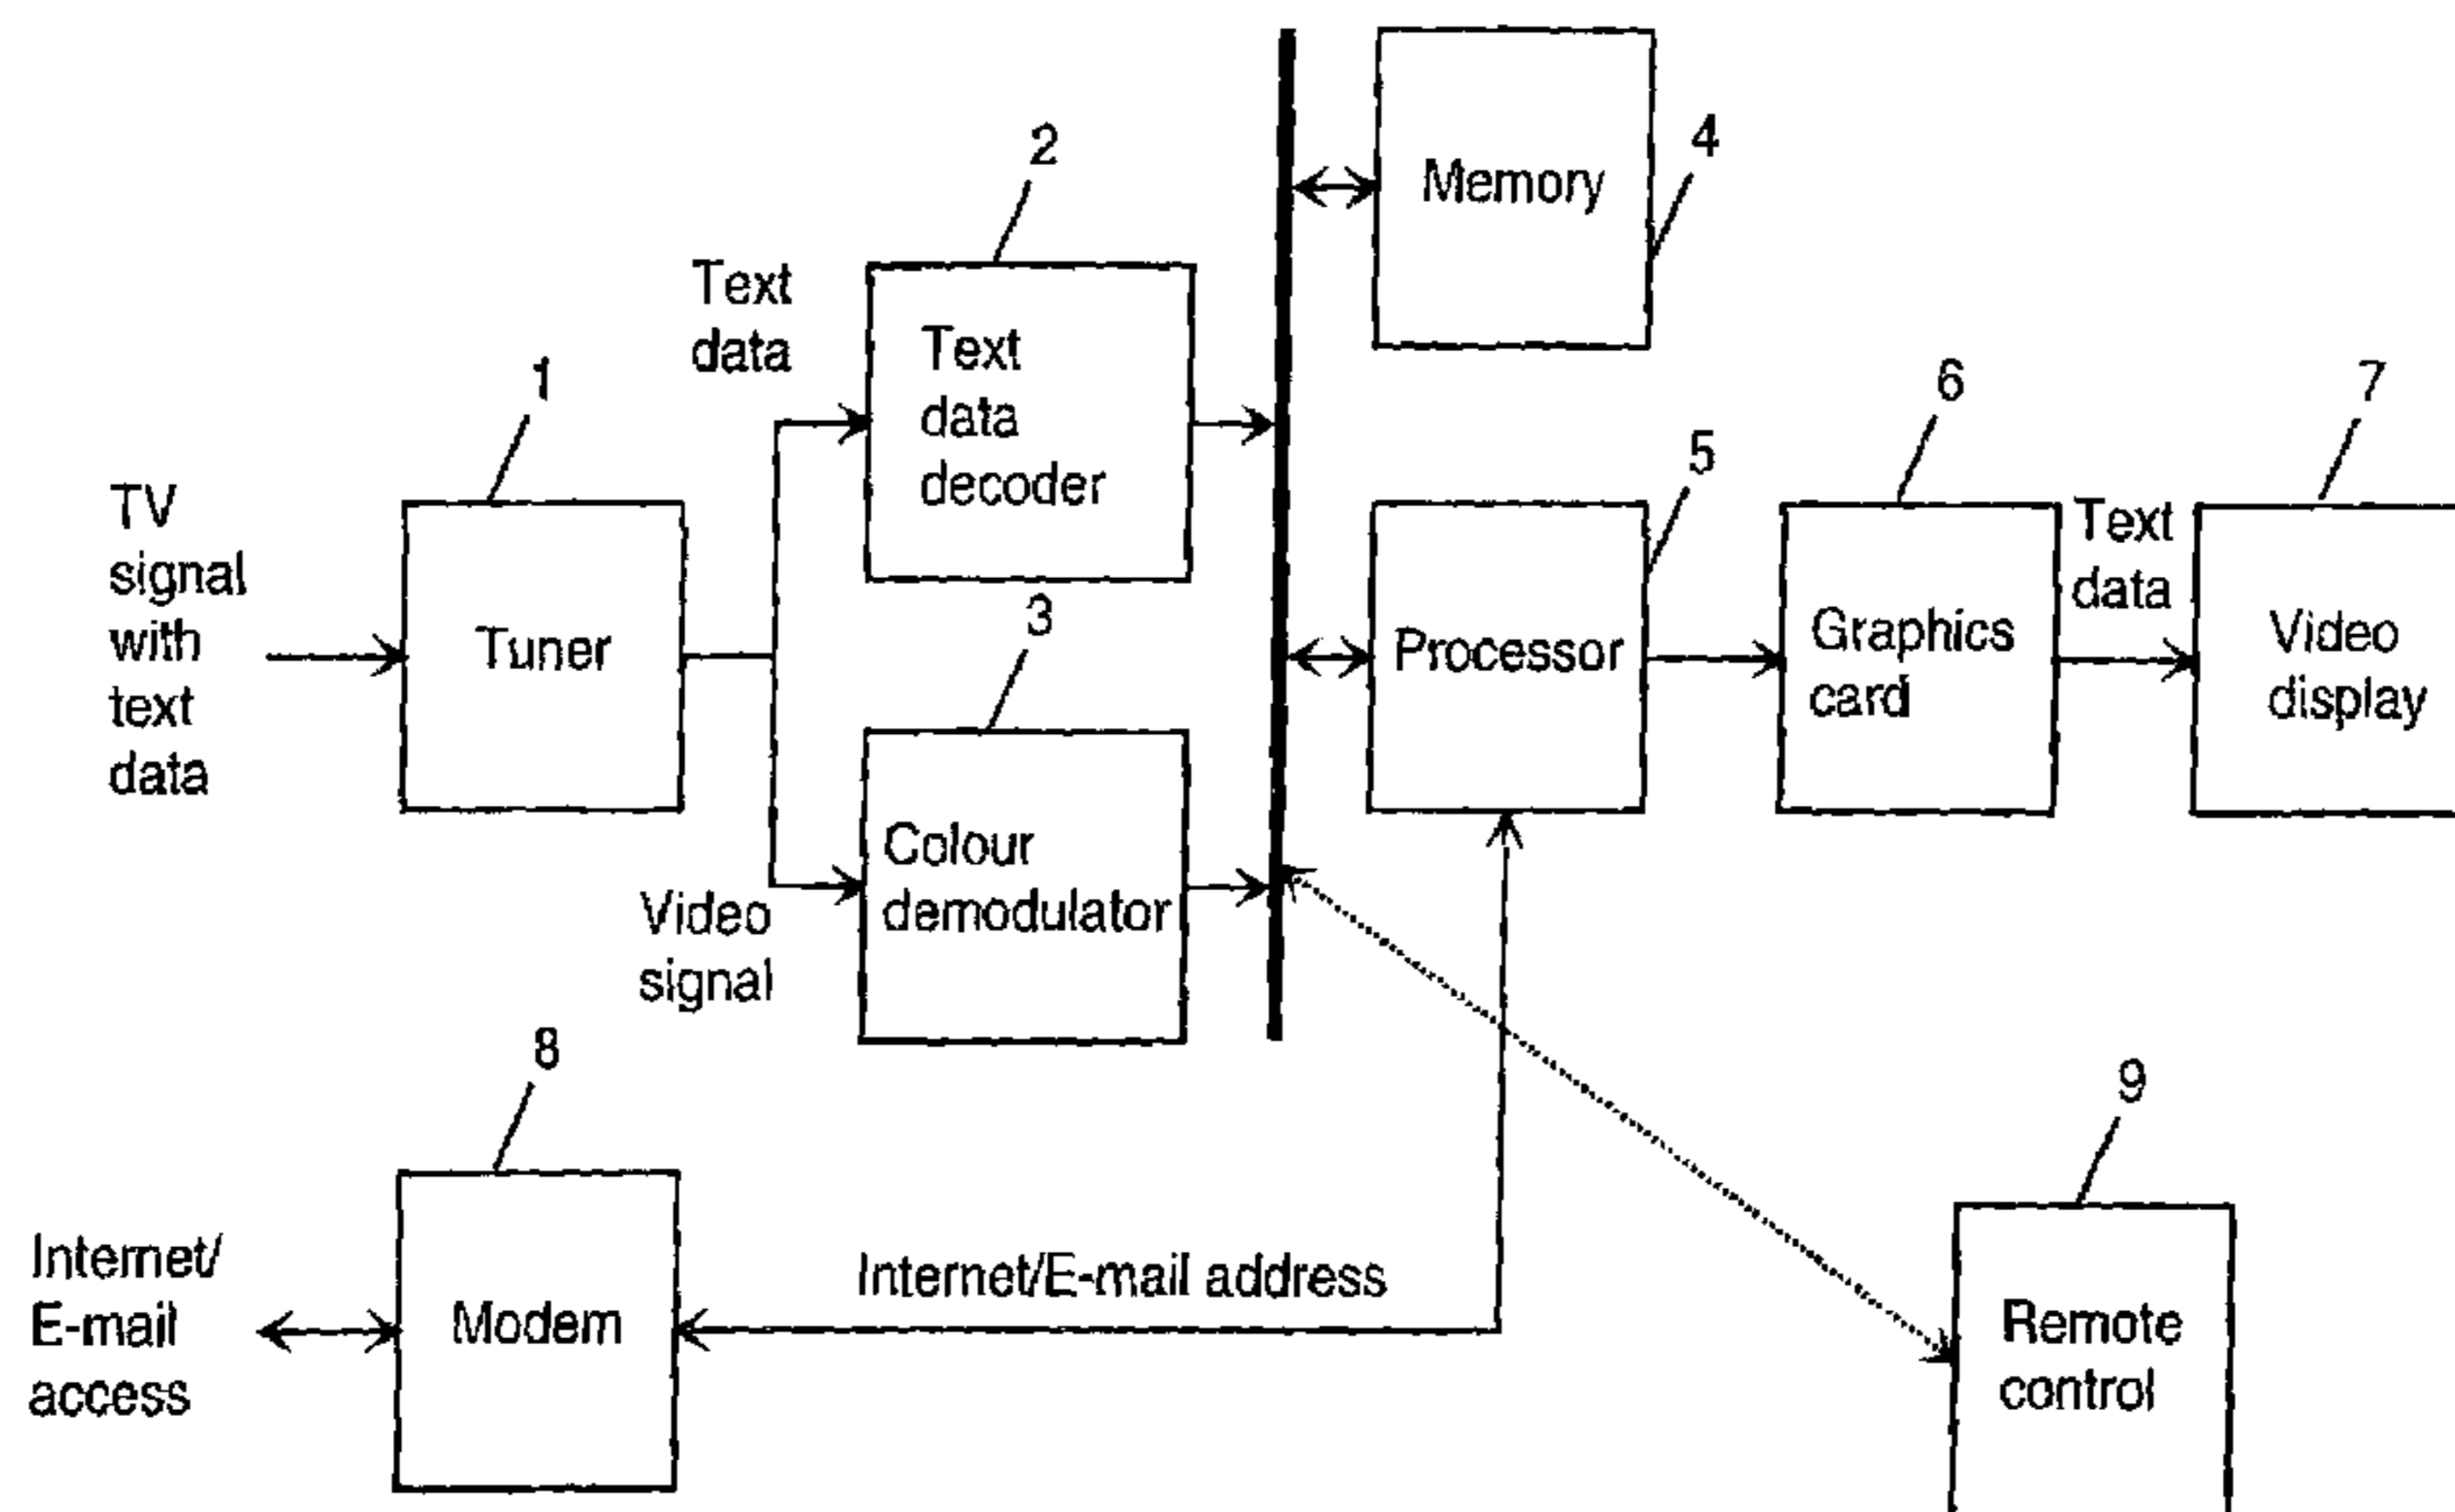 Memory
4
2
Text
data
Text
data
decoder
1
TV
signal
with
text
data
Tuner
3
Colour
demodulator
Video
signal
5
Processor
6
Graphics
card
Text
data
7
Video
display
8
Internet/
E-mail
access
Modem
Internet/E-mail address
9
Remote
control